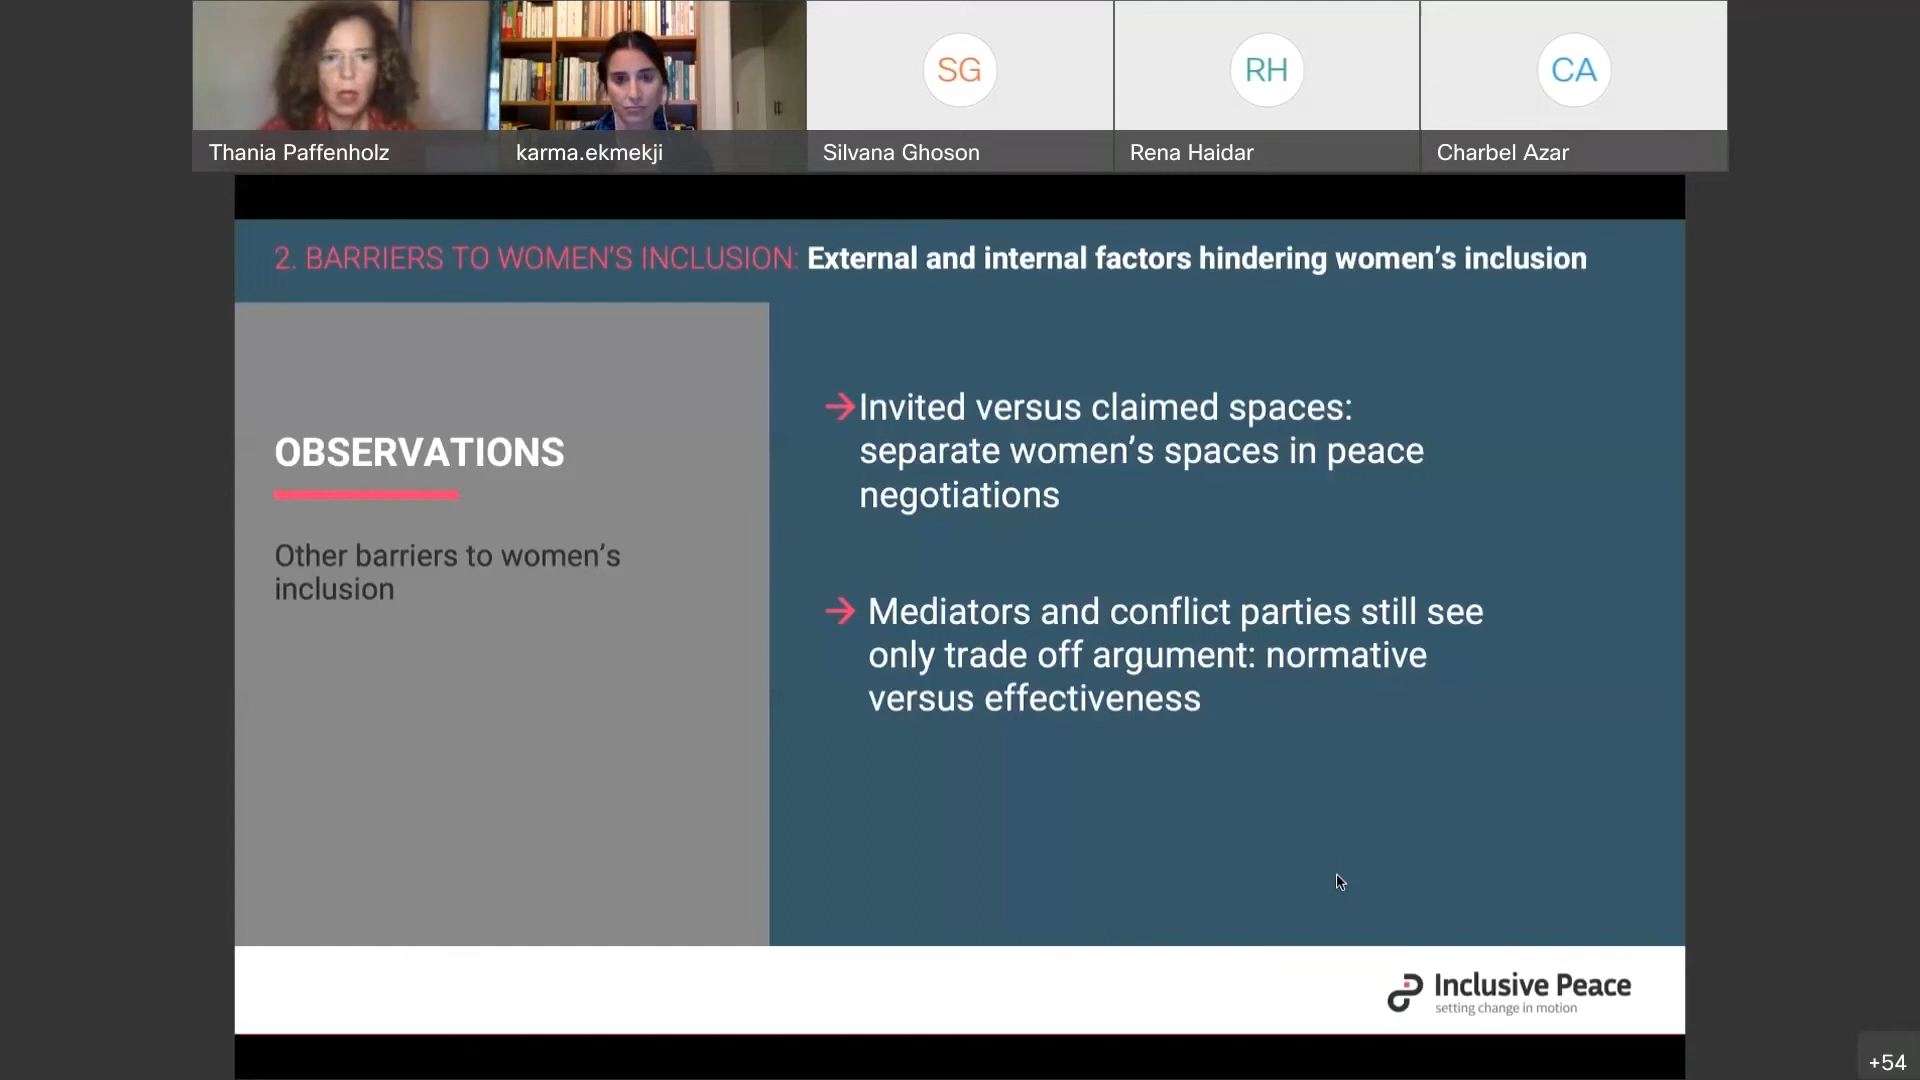 SG
RH
CA
Thania Paffenholz
karma.ekmekji
Silvana Ghoson
Rena Haidar
Charbel Azar
2. BARRIERS TO WOMEN’S INCLUSION: External and internal factors hindering women’s inclusion
OBSERVATIONS
Other barriers to women’s
inclusion
→Invited versus claimed spaces:
separate women’s spaces in peace
negotiations
→ Mediators and conflict parties still see
only trade off argument: normative
versus effectiveness
Inclusive Peace
setting change in motion
+54